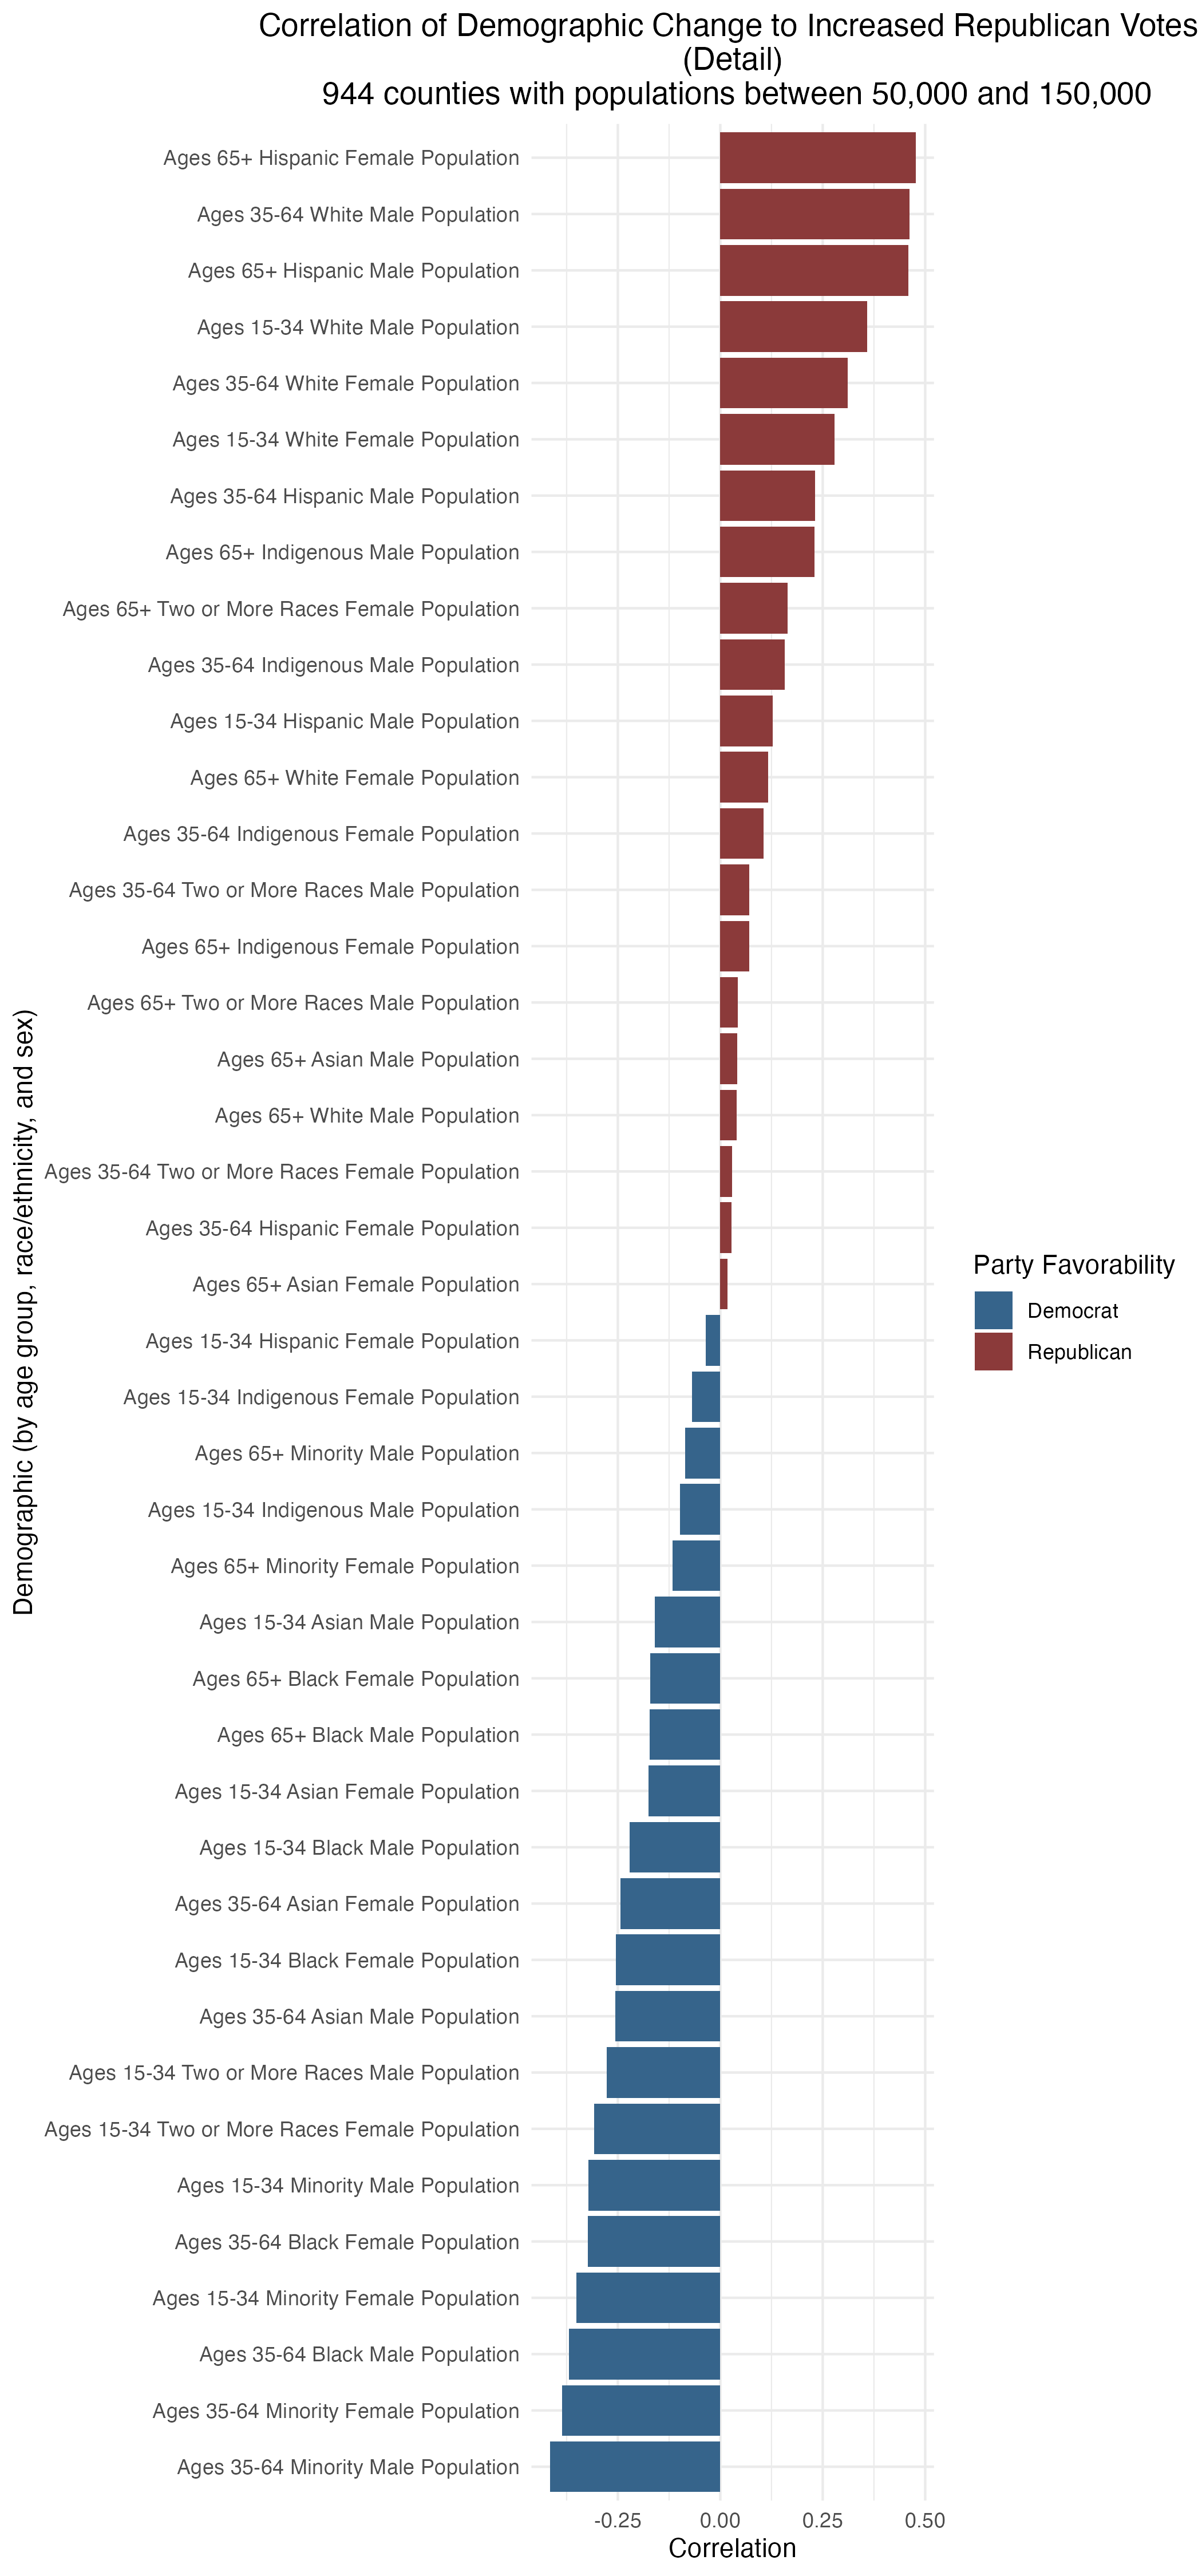 Correlation of Demographic Change to Increased Republican Votes
(Detail)
944 counties with populations between 50,000 and 150,000
Demographic (by age group, race/ethnicity, and sex)
Ages 65+ Hispanic Female Population
Ages 35-64 White Male Population
Ages 65+ Hispanic Male Population
Ages 15-34 White Male Population
Ages 35-64 White Female Population
Ages 15-34 White Female Population
Ages 35-64 Hispanic Male Population
Ages 65+ Indigenous Male Population
Ages 65+ Two or More Races Female Population
Ages 35-64 Indigenous Male Population
Ages 15-34 Hispanic Male Population
Ages 65+ White Female Population
Ages 35-64 Indigenous Female Population
Ages 35-64 Two or More Races Male Population
Ages 65+ Indigenous Female Population
Ages 65+ Two or More Races Male Population
Ages 65+ Asian Male Population
Ages 65+ White Male Population
Ages 35-64 Two or More Races Female Population
Ages 35-64 Hispanic Female Population
Ages 65+ Asian Female Population
Ages 15-34 Hispanic Female Population
Ages 15-34 Indigenous Female Population
Ages 65+ Minority Male Population
Ages 15-34 Indigenous Male Population
Ages 65+ Minority Female Population
Ages 15-34 Asian Male Population
Ages 65+ Black Female Population
Ages 65+ Black Male Population
Ages 15-34 Asian Female Population
Ages 15-34 Black Male Population
Ages 35-64 Asian Female Population
Ages 15-34 Black Female Population
Ages 35-64 Asian Male Population
Ages 15-34 Two or More Races Male Population
Ages 15-34 Two or More Races Female Population
Ages 15-34 Minority Male Population
Ages 35-64 Black Female Population
Ages 15-34 Minority Female Population
Ages 35-64 Black Male Population
Ages 35-64 Minority Female Population
Ages 35-64 Minority Male Population
-0.25 0.00 0.25 0.50
Correlation
Party Favorability
Democrat
Republican